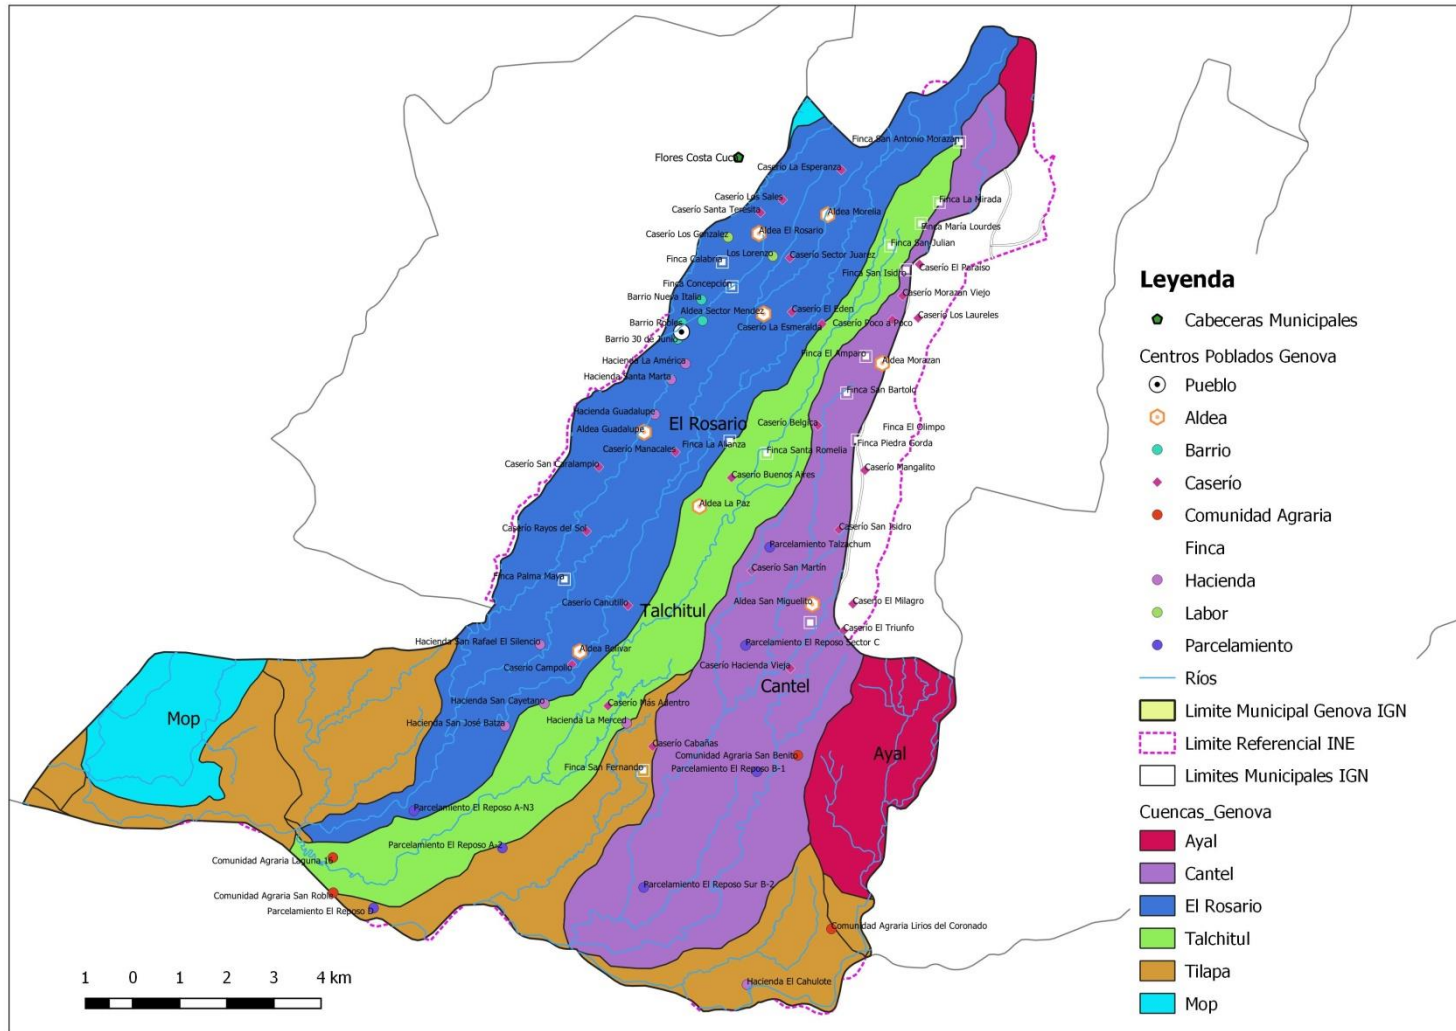 Finca San Antonio Morazán
Flores Costa Cuca
Caserío La Esperanza
Caserío Los Sales
Finca La Mirada
Caserío Santa Teresita
Aldea Morelia
Finca María Lourdes
Caserío Los Gonzalez
Aldea El Rosario
Finca San Julian
Los Lorenzo
Caserío Sector Juarez
Finca Calabria
Finca San Isidro
Caserío El Paraiso
Finca Concepción
Barrio Nueva Italia
Caserío Morazan Viejo
Aldea Sector Mendez
Caserío El Eden
Caserío Los Laureles
Barrio Robles
Caserío La Esmeralda
Caserío Poco a Poco
Barrio 30 de Junio
Finca El Amparo
Aldea Morazan
Hacienda La América
Hacienda Santa Marta
Finca San Bartolo
Hacienda Guadalupe
El Rosario
Caserío Belgica
Aldea Guadalupe
Finca El Olimpo
Finca La Alianza
Finca Piedra Gorda
Caserío Manacales
Finca Santa Romelia
Caserío San Caralampio
Caserío Mangalito
Caserío Buenos Aires
Aldea La Paz
Caserío Rayos del Sol
Caserío San Isidro
Parcelamiento Talzachum
Caserío San Martín
Finca Palma Maya
Caserío Canutillo
Talchitul
Aldea San Miguelito
Caserío El Milagro
Caserío El Triunfo
Hacienda San Rafael El Silencio
Aldea Bolivar
Parcelamiento El Reposo Sector C
Caserío Campollo
Caserío Hacienda Vieja
Cantel
Hacienda San Cayetano
Caserío Más Adentro
Mop
Hacienda San José Batza
Hacienda La Merced
Caserío Cabañas
Comunidad Agraria San Benito
Ayal
Finca San Fernando
Parcelamiento El Reposo B-1
Parcelamiento El Reposo A-N3
Parcelamiento El Reposo A-2
Comunidad Agraria Laguna 16
Parcelamiento El Reposo Sur B-2
Comunidad Agraria San Roble
Parcelamiento El Reposo D
Comunidad Agraria Lirios del Coronado
Hacienda El Cahulote
1 0 1 2 3 4 km
Leyenda
Cabeceras Municipales
Centros Poblados Genova
Pueblo
Aldea
Barrio
Caserío
Comunidad Agraria
Finca
Hacienda
Labor
Parcelamiento
Ríos
Limite Municipal Genova IGN
Limite Referencial INE
Limites Municipales IGN
Cuencas_Genova
Ayal
Cantel
El Rosario
Talchitul
Tilapa
Mop